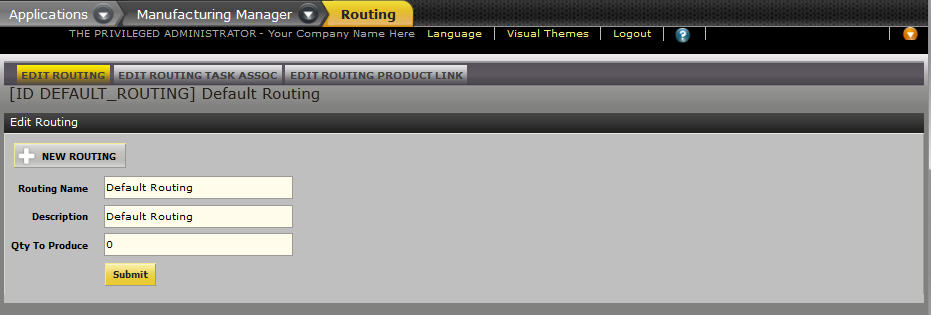 Applications Manufacturing Manager Routing
THE PRIVILEGED ADMINISTRATOR - Your Company Name Here Language Visual Themes Logout ?
EDIT ROUTING EDIT ROUTING TASK ASSOC EDIT ROUTING PRODUCT LINK
[ID DEFAULT_ROUTING] Default Routing
Edit Routing
NEW ROUTING
Routing Name Default Routing
Description Default Routing
Qty To Produce 0
Submit